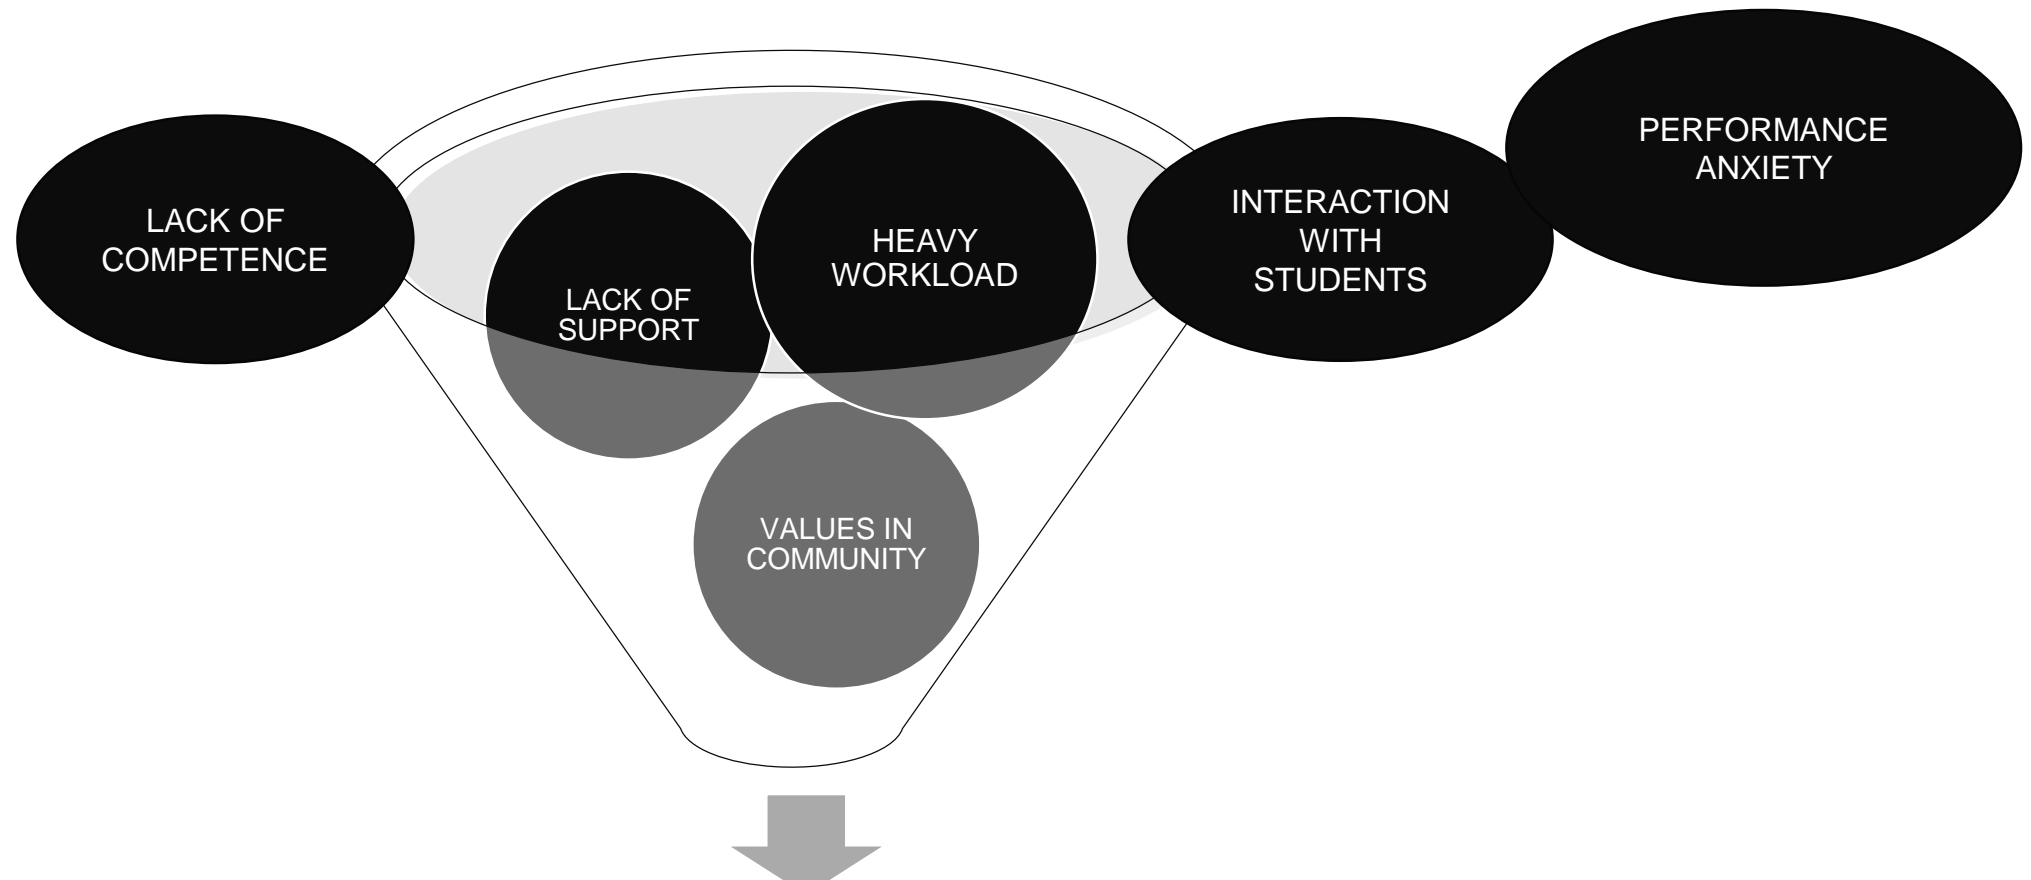 LACK OF
COMPETENCE
LACK OF
SUPPORT
HEAVY
WORKLOAD
INTERACTION
WITH
STUDENTS
PERFORMANCE
ANXIETY
VALUES IN
COMMUNITY